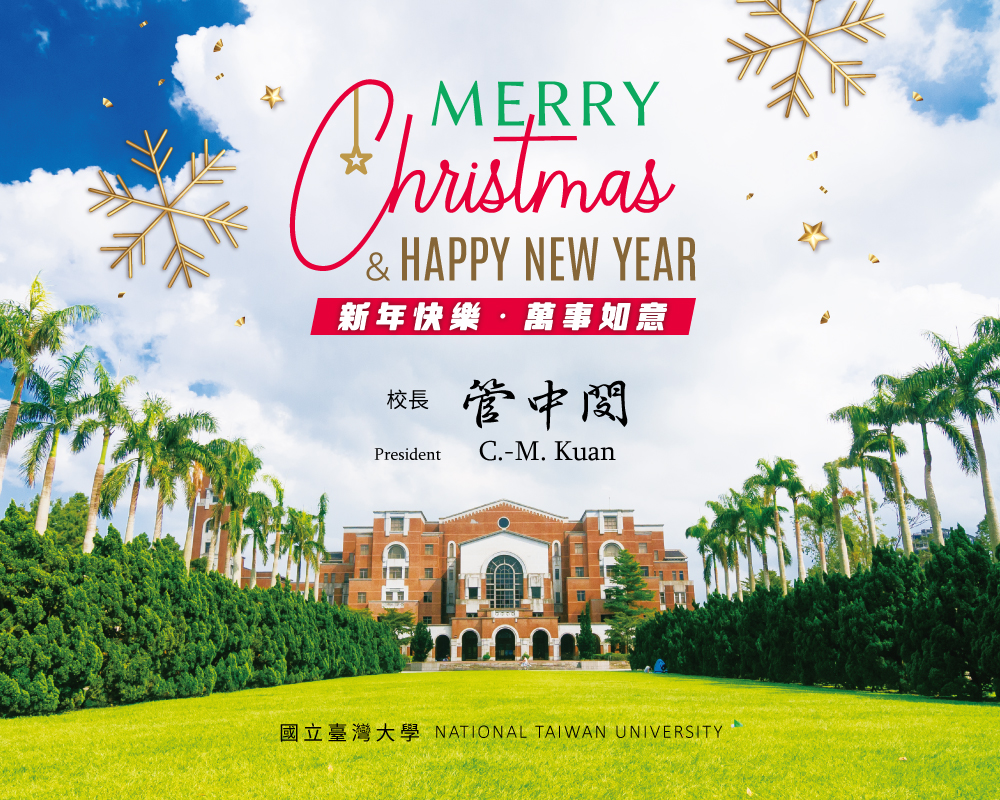 MERRY
Christmas
& HAPPY NEW YEAR
新年快樂・萬事如意
校長 管中閔
President C.-M. Kuan
國立臺灣大學 NATIONAL TAIWAN UNIVERSITY